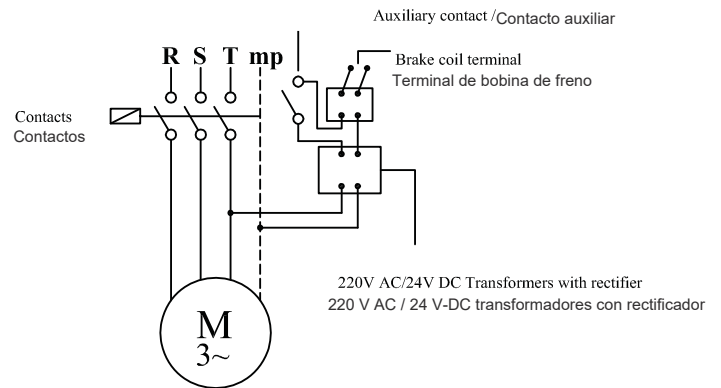 Auxiliary contact /Contacto auxiliar
R S T mp
Brake coil terminal
Terminal de bobina de freno
Contacts
Contactos
220V AC/24V DC Transformers with rectifier
220 V AC / 24 V-DC transformadores con rectificador
M
3~